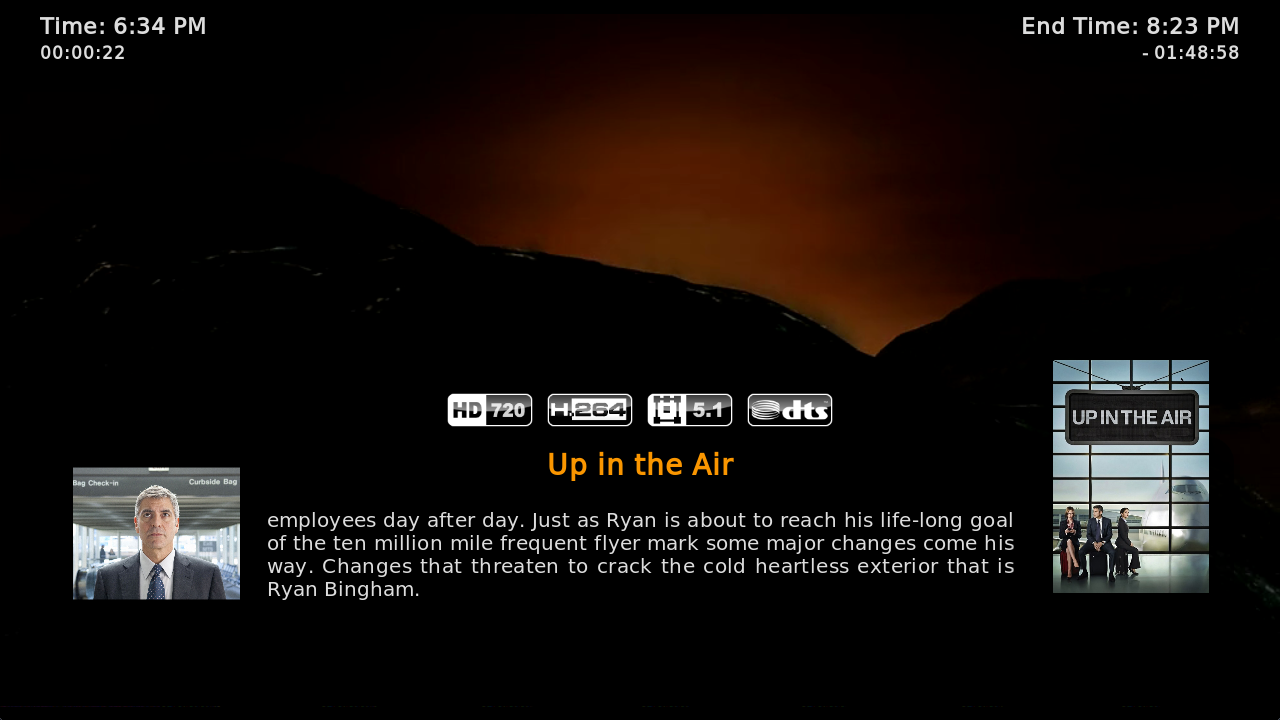 Time: 6:34 PM
End Time: 8:23 PM
00:00:22
- 01:48:58
HD 720
H.264
5.1
dts
UP IN THE AIR
Up in the Air
Bag Check-in
Curbside Bag
employees day after day. Just as Ryan is about to reach his life-long goal
of the ten million mile frequent flyer mark some major changes come his
way. Changes that threaten to crack the cold heartless exterior that is
Ryan Bingham.